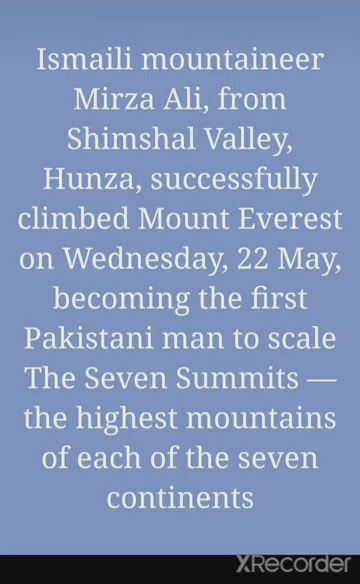 Ismaili mountaineer
Mirza Ali, from
Shimshal Valley,
Hunza, successfully
climbed Mount Everest
on Wednesday, 22 May,
becoming the first
Pakistani man to scale
The Seven Summits —
the highest mountains
of each of the seven
continents
XRecorder